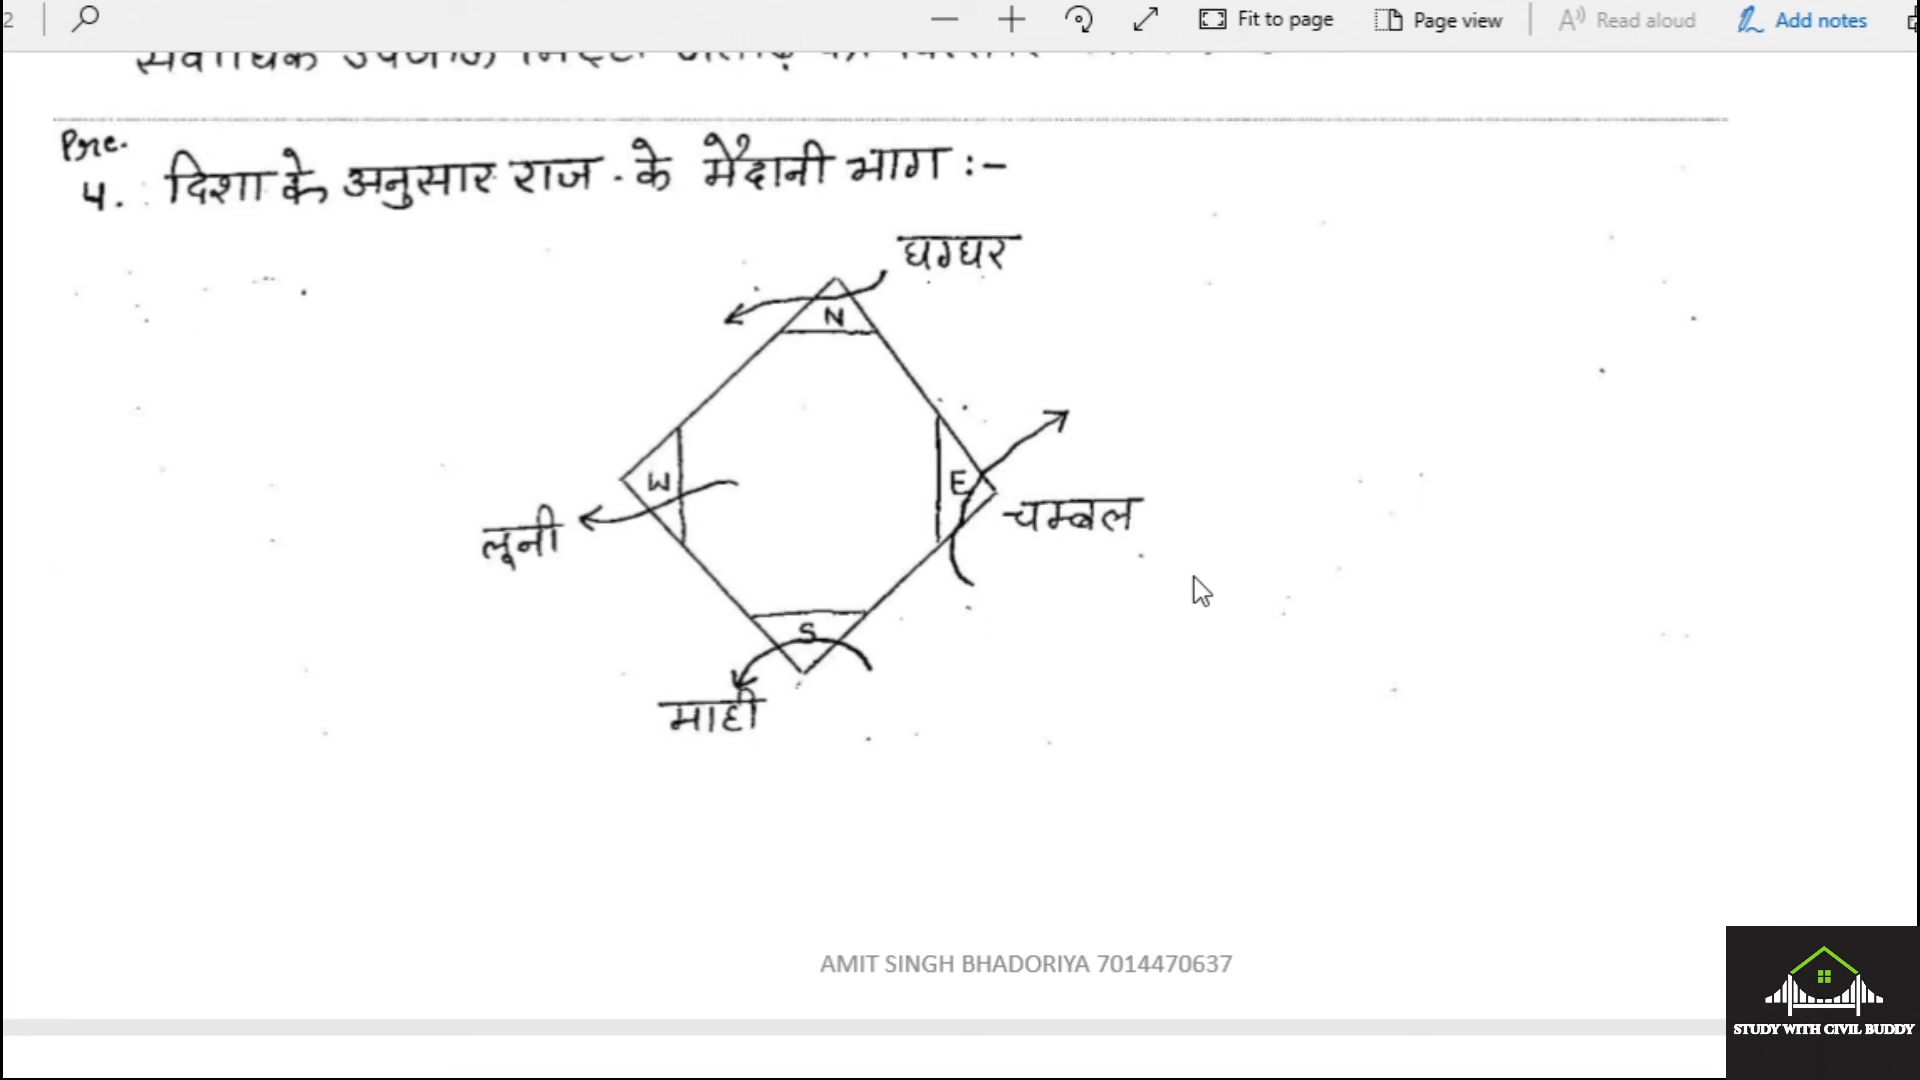 2
Fit to page
Page view
Read aloud
Add notes
Pre.
4. दिशा के अनुसार राज. के मैदानी भाग :-
घग्घर
N
W
E
चम्बल
लूनी
S
माही
AMIT SINGH BHADORIYA 7014470637
STUDY WITH CIVIL BUDDY